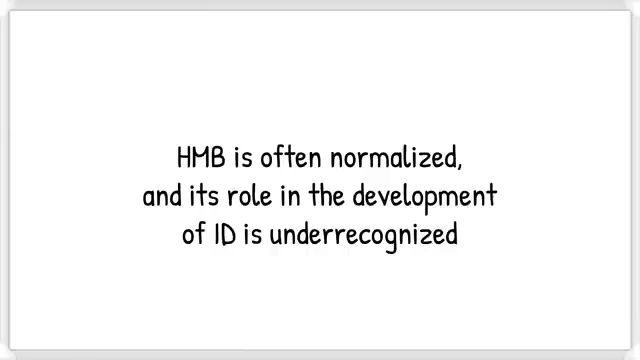 HMB is often normalized,
and its role in the development
of ID is underrecognized